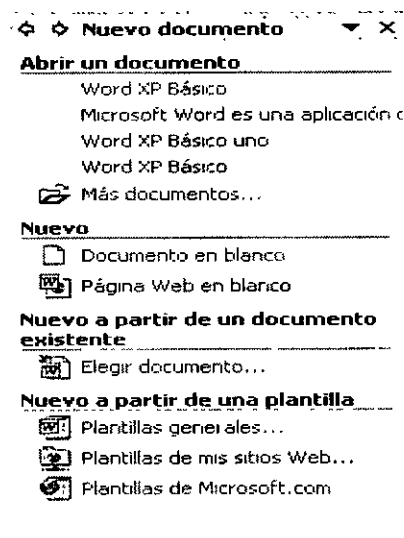 Nuevo documento
Abrir un documento
Word XP Básico
Microsoft Word es una aplicación
Word XP Básico uno
Word XP Básico
Más documentos...
Nuevo
Documento en blanco
Página Web en blanco
Nuevo a partir de un documento
existente
Elegir documento...
Nuevo a partir de una plantilla
Plantillas generales...
Plantillas de mis sitios Web...
Plantillas de Microsoft.com